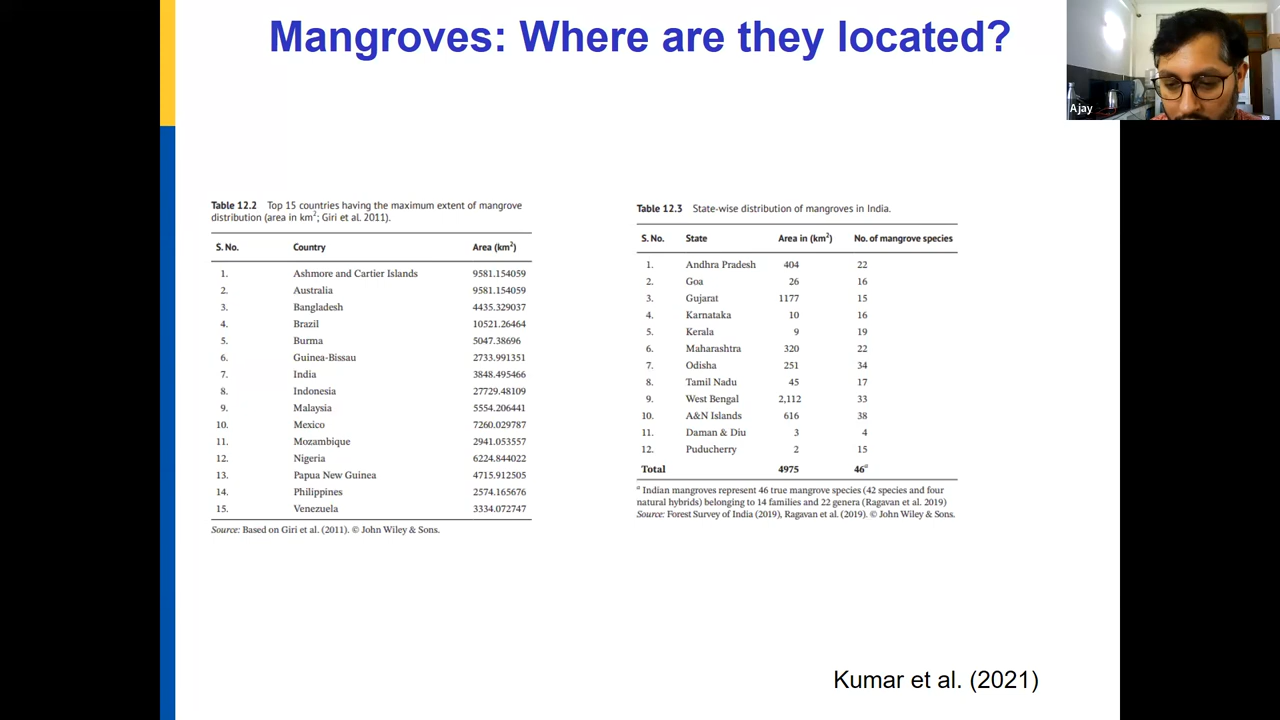 Mangroves: Where are they located?
Ajay
Table 12.2 Top 15 countries having the maximum extent of mangrove
distribution (area in km²; Giri et al. 2011).
S. No. Country Area (km²)
1. Ashmore and Cartier Islands 9581.154059
2. Australia 9581.154059
3. Bangladesh 4435.329037
4. Brazil 10521.26464
5. Burma 5047.38696
6. Guinea-Bissau 2733.991351
7. India 3848.495466
8. Indonesia 27729.48109
9. Malaysia 5554.206441
10. Mexico 7260.029787
11. Mozambique 2941.053557
12. Nigeria 6224.844022
13. Papua New Guinea 4715.912505
14. Philippines 2574.165676
15. Venezuela 3334.072747
Source: Based on Giri et al. (2011). © John Wiley & Sons.
Table 12.3 State-wise distribution of mangroves in India.
S. No. State Area in (km²) No. of mangrove species
1. Andhra Pradesh 404 22
2. Goa 26 16
3. Gujarat 1177 15
4. Karnataka 10 16
5. Kerala 9 19
6. Maharashtra 320 22
7. Odisha 251 34
8. Tamil Nadu 45 17
9. West Bengal 2,112 33
10. A&N Islands 616 38
11. Daman & Diu 3 4
12. Puducherry 2 15
Total 4975 46ᵃ
ᵃ Indian mangroves represent 46 true mangrove species (42 species and four
natural hybrids) belonging to 14 families and 22 genera (Ragavan et al. 2019)
Source: Forest Survey of India (2019), Ragavan et al. (2019). © John Wiley & Sons.
Kumar et al. (2021)